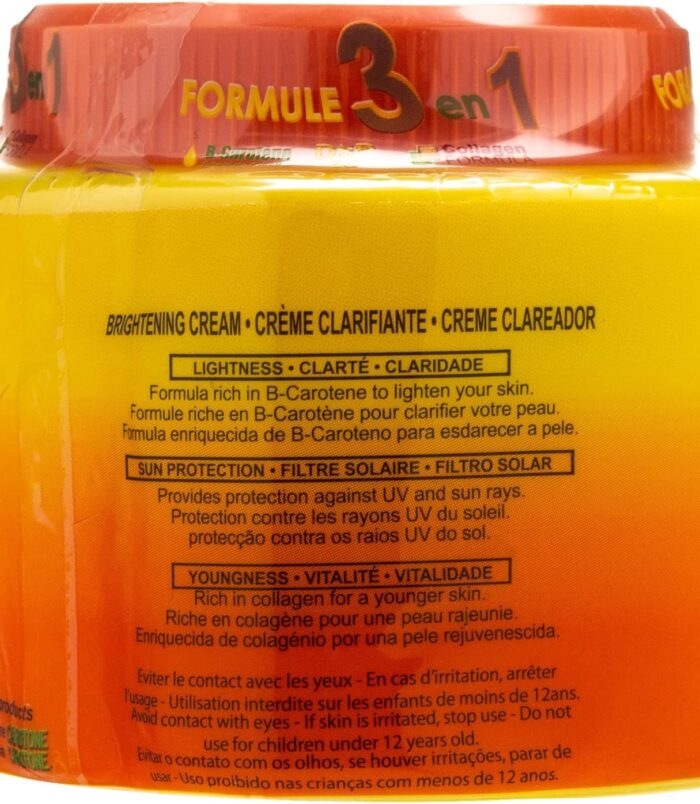 en 1
FORMULE 3 en 1
B-Carotène DSP Collagen
FORMULA
BRIGHTENING CREAM • CRÈME CLARIFIANTE • CREME CLAREADOR
LIGHTNESS • CLARTÉ • CLARIDADE
Formula rich in B-Carotene to lighten your skin.
Formule riche en B-Carotène pour clarifier votre peau.
Formula enriquecida de B-Caroteno para esdarecer a pele.
SUN PROTECTION • FILTRE SOLAIRE • FILTRO SOLAR
Provides protection against UV and sun rays.
Protection contre les rayons UV du soleil.
protecção contra os raios UV do sol.
YOUNGNESS • VITALITÉ • VITALIDADE
Rich in collagen for a younger skin.
Riche en colagène pour une peau rajeunie.
Enriquecida de colagénio por una pele rejuvenescida.
Eviter le contact avec les yeux - En cas d'irritation, arrêter
l'usage - Utilisation interdite sur les enfants de moins de 12ans.
Avoid contact with eyes - If skin is irritated, stop use - Do not
use for children under 12 years old.
Evitar o contato com os olhos, se houver irritações, parar de
usar - Uso proibido nas crianças com menos de 12 anos.
products
CAROTONE